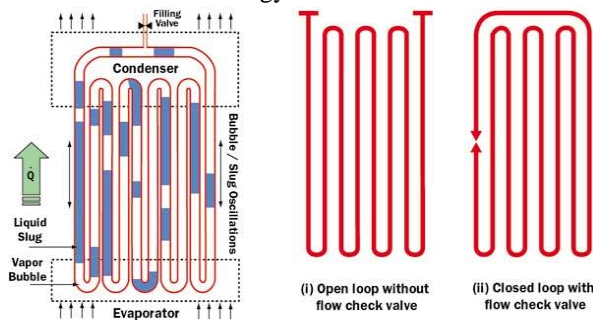 gy
Filling
Valve
Condenser
Bubble / Slug Oscillations
Q
Liquid
Slug
Vapor
Bubble
Evaporator
(i) Open loop without
flow check valve
(ii) Closed loop with
flow check valve